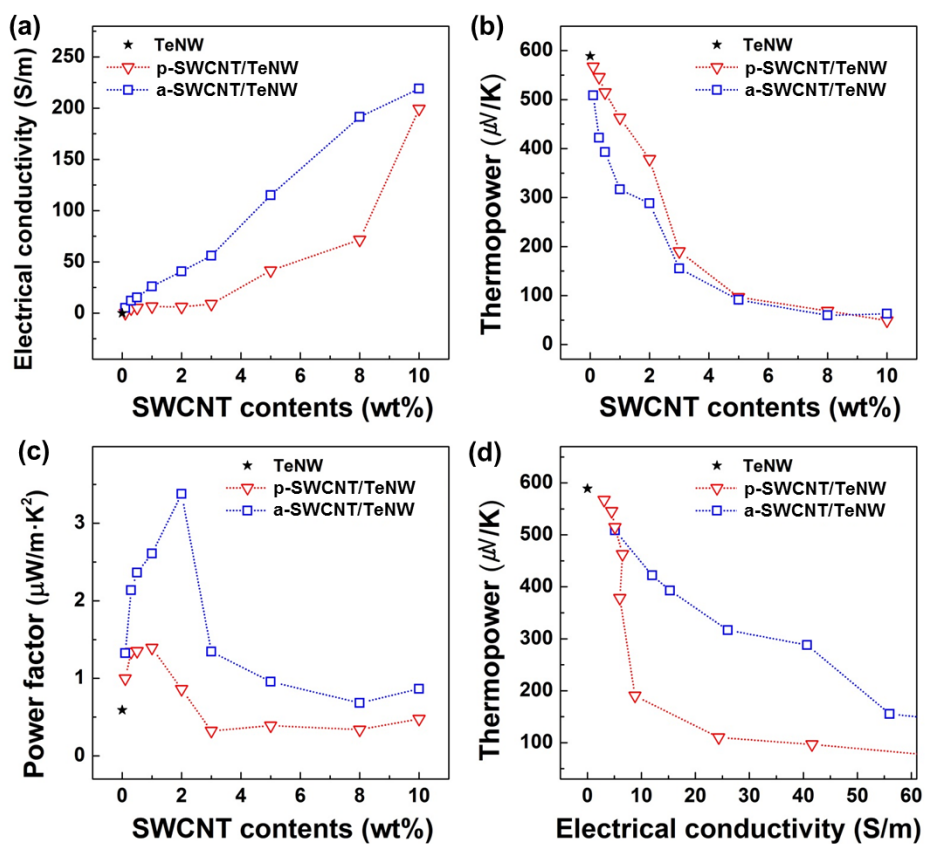 (a)
Electrical conductivity (S/m)
250
200
150
100
50
0
★ TeNW
p-SWCNT/TeNW
a-SWCNT/TeNW
0 2 4 6 8 10
SWCNT contents (wt%)
(b)
Thermopower (μV/K)
600
500
400
300
200
100
0
★ TeNW
p-SWCNT/TeNW
a-SWCNT/TeNW
0 2 4 6 8 10
SWCNT contents (wt%)
(c)
Power factor (μW/m·K²)
3
2
1
0
★ TeNW
p-SWCNT/TeNW
a-SWCNT/TeNW
0 2 4 6 8 10
SWCNT contents (wt%)
(d)
Thermopower (μV/K)
600
500
400
300
200
100
★ TeNW
p-SWCNT/TeNW
a-SWCNT/TeNW
0 10 20 30 40 50 60
Electrical conductivity (S/m)